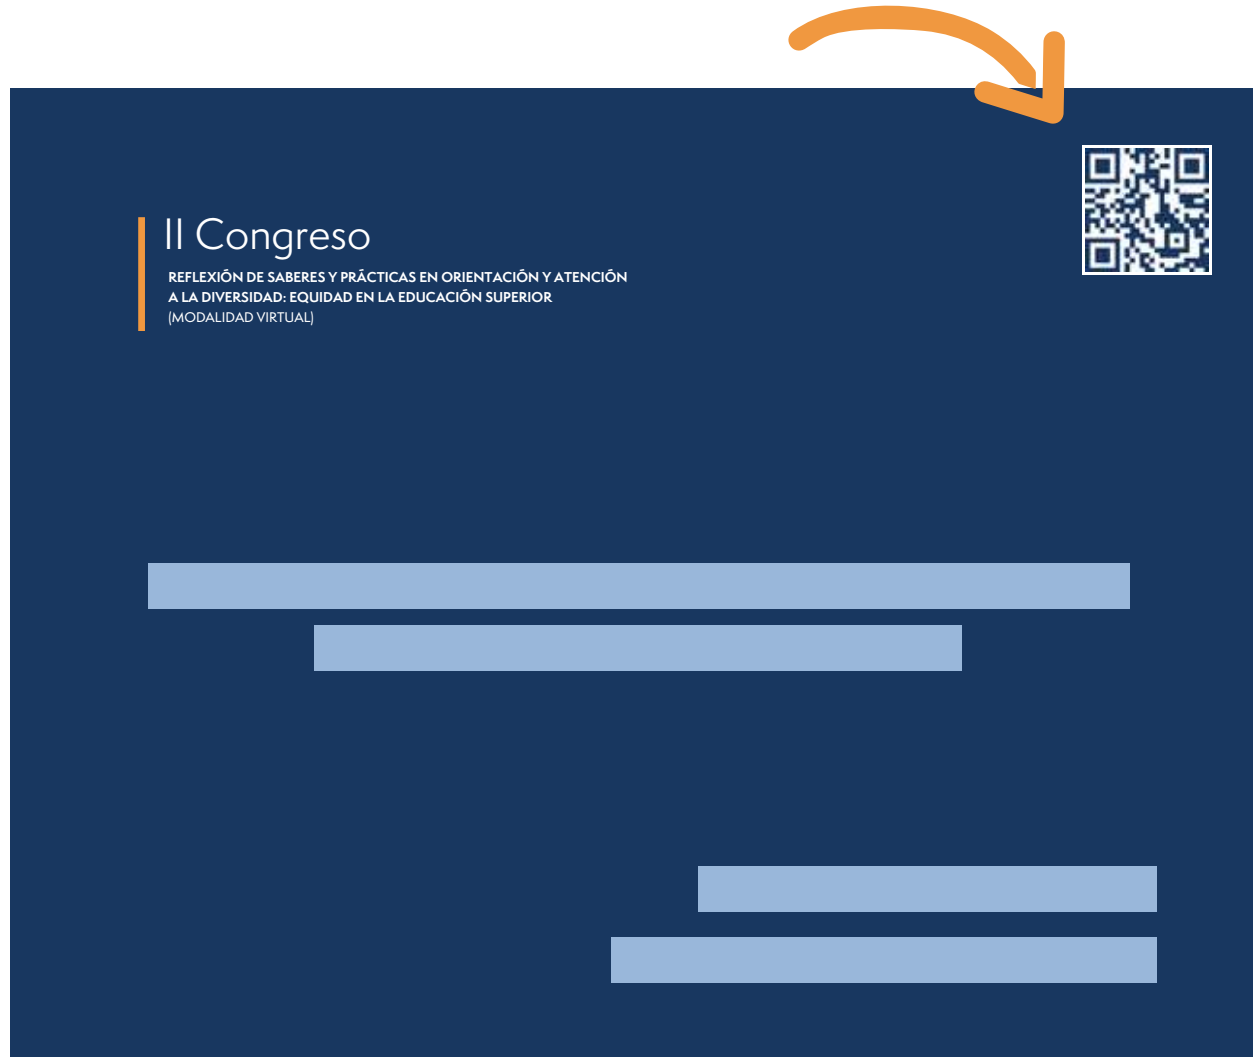 II Congreso
REFLEXIÓN DE SABERES Y PRÁCTICAS EN ORIENTACIÓN Y ATENCIÓN
A LA DIVERSIDAD: EQUIDAD EN LA EDUCACIÓN SUPERIOR
(MODALIDAD VIRTUAL)